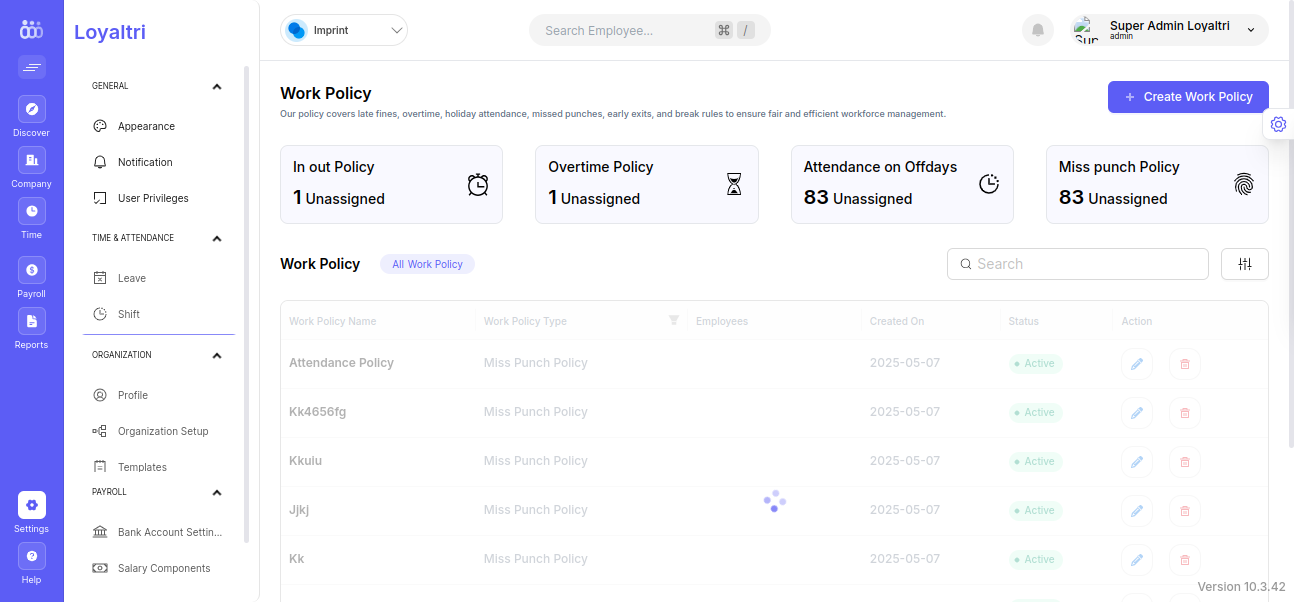 Loyaltri
Imprint
Search Employee...
⌘ /
Super Admin Loyaltri
admin
Discover
Company
Time
Payroll
Reports
Settings
Help
GENERAL
Appearance
Notification
User Privileges
TIME & ATTENDANCE
Leave
Shift
ORGANIZATION
Profile
Organization Setup
Templates
PAYROLL
Bank Account Settin...
Salary Components
Work Policy
Our policy covers late fines, overtime, holiday attendance, missed punches, early exits, and break rules to ensure fair and efficient workforce management.
+ Create Work Policy
In out Policy
1 Unassigned
Overtime Policy
1 Unassigned
Attendance on Offdays
83 Unassigned
Miss punch Policy
83 Unassigned
Work Policy
All Work Policy
Search
Work Policy Name Work Policy Type Employees Created On Status Action
Attendance Policy Miss Punch Policy 2025-05-07 Active
Kk4656fg Miss Punch Policy 2025-05-07 Active
Kkuiu Miss Punch Policy 2025-05-07 Active
Jjkj Miss Punch Policy 2025-05-07 Active
Kk Miss Punch Policy 2025-05-07 Active
Version 10.3.42